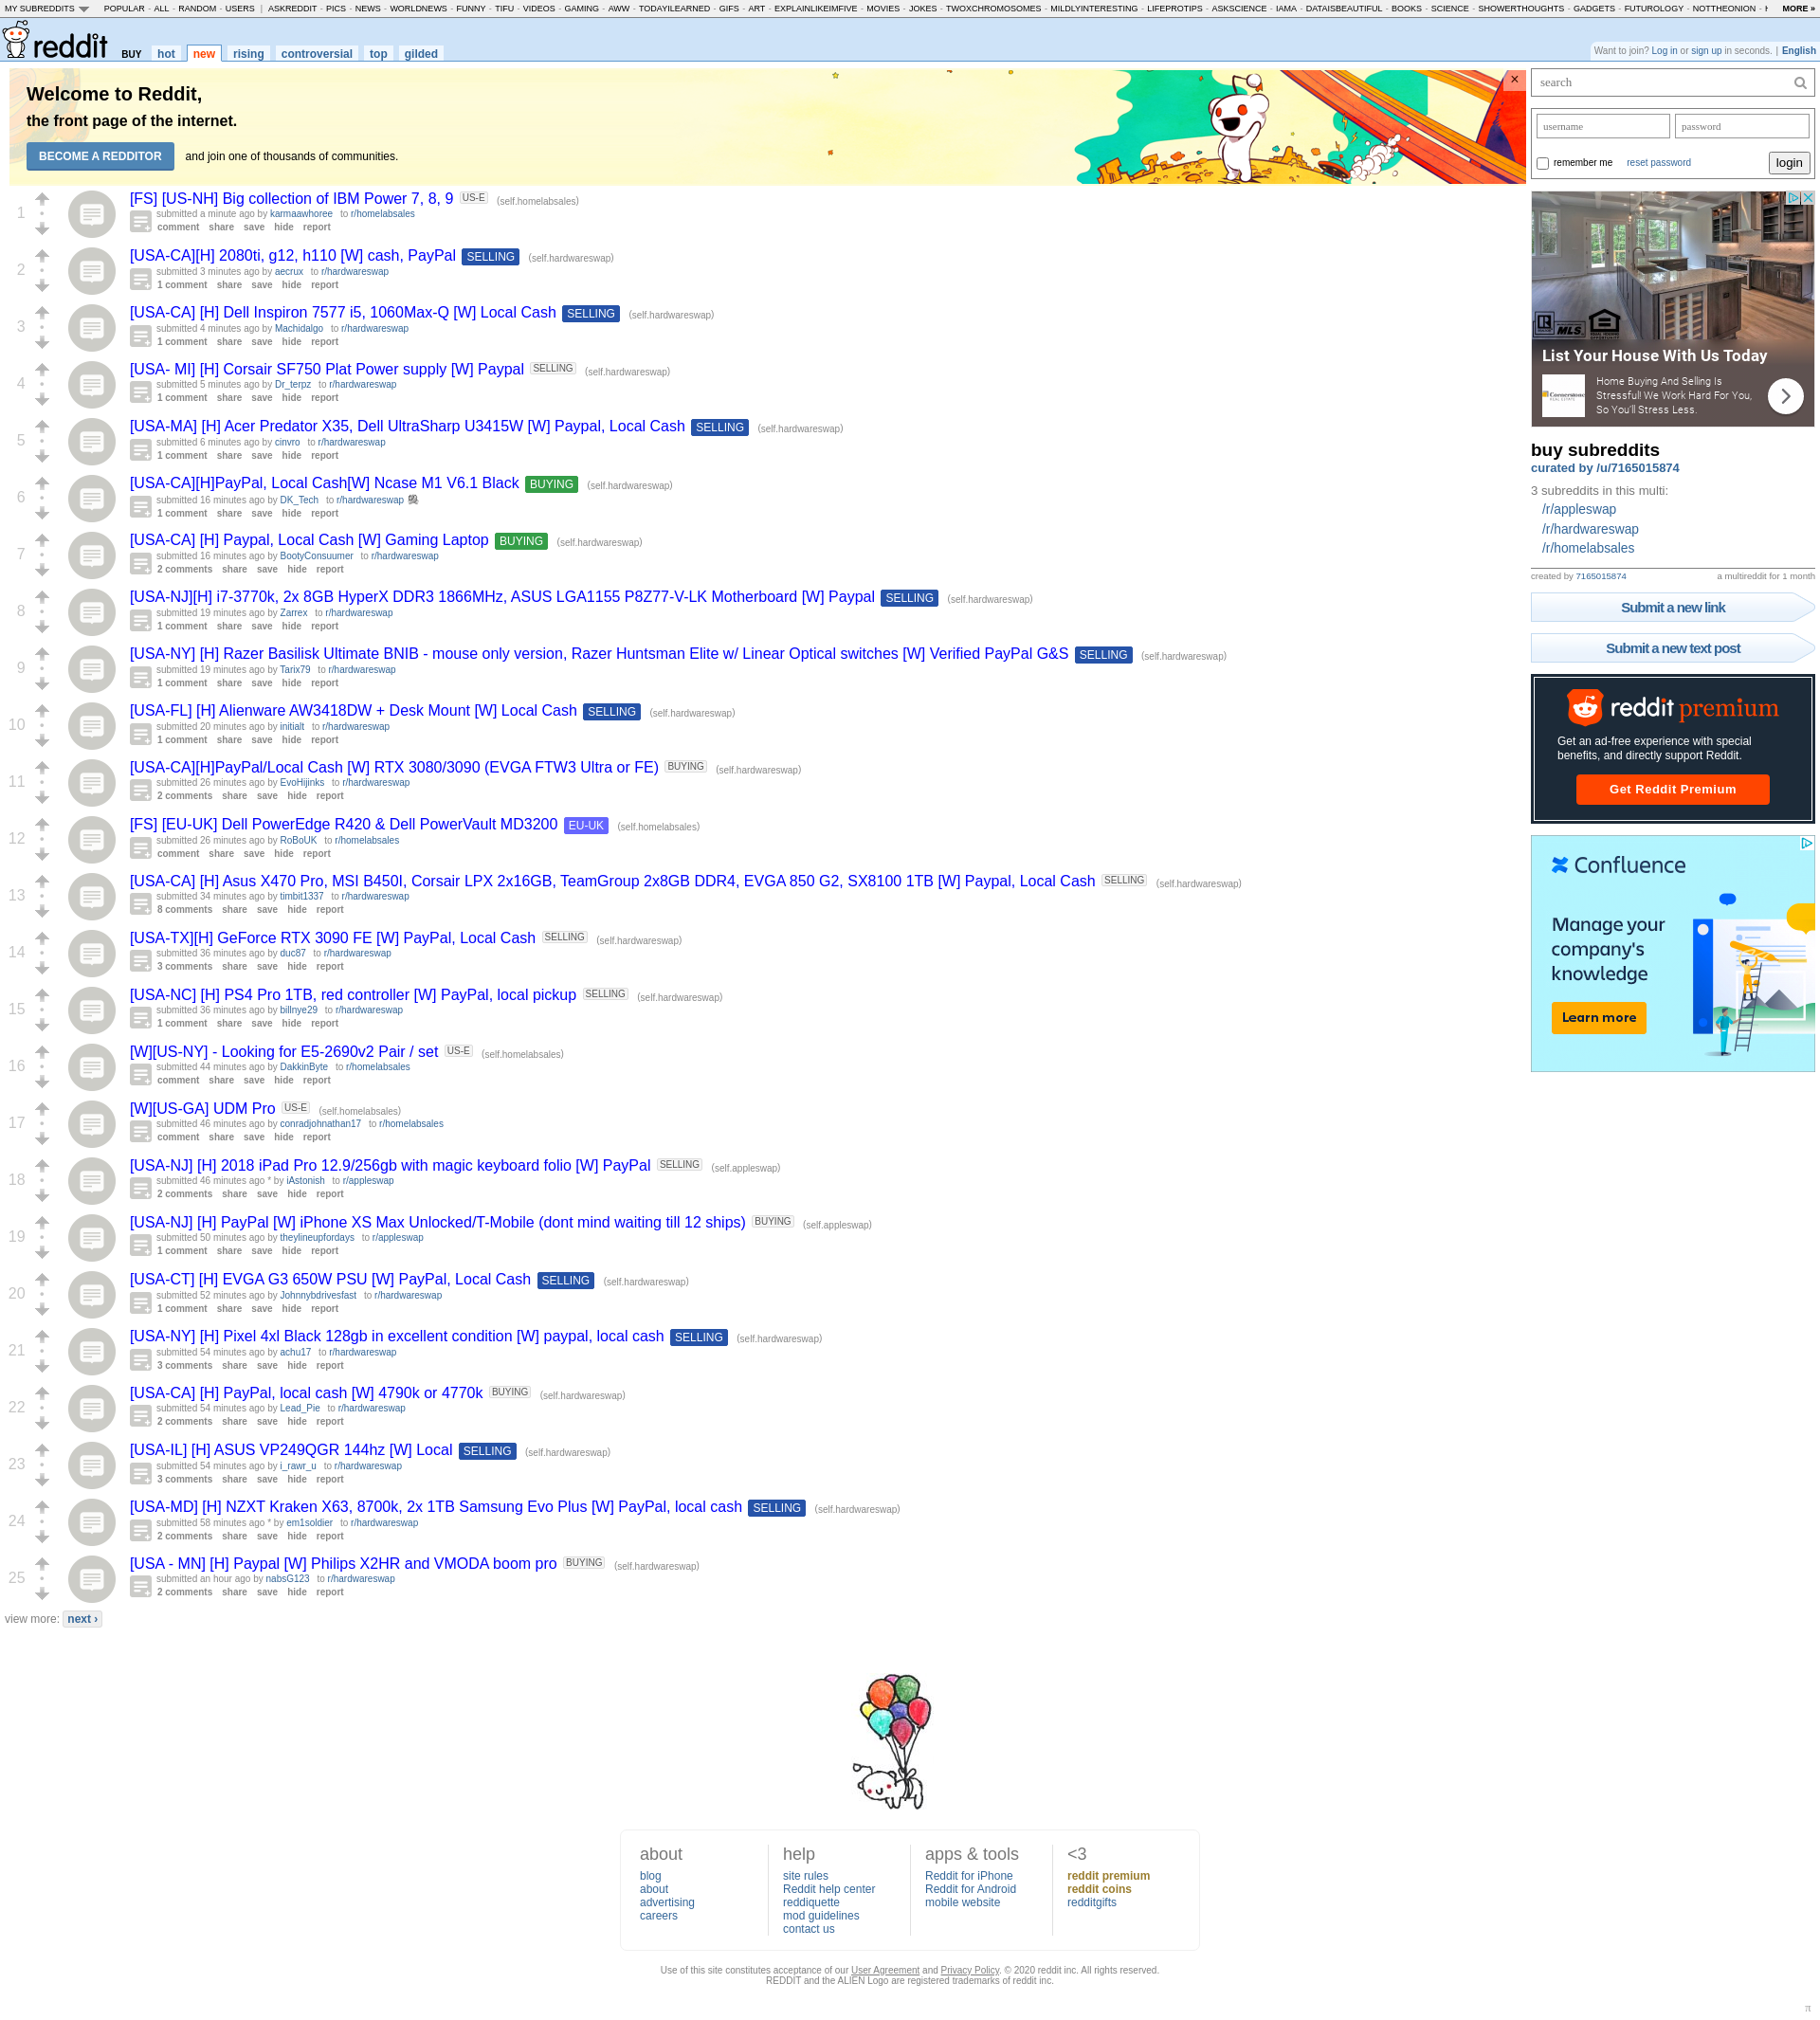 MY SUBREDDITS POPULAR - ALL - RANDOM - USERS | ASKREDDIT - PICS - NEWS - WORLDNEWS - FUNNY - TIFU - VIDEOS - GAMING - AWW - TODAYILEARNED - GIFS - ART - EXPLAINLIKEIMFIVE - MOVIES - JOKES - TWOXCHROMOSOMES - MILDLYINTERESTING - LIFEPROTIPS - ASKSCIENCE - IAMA - DATAISBEAUTIFUL - BOOKS - SCIENCE - SHOWERTHOUGHTS - GADGETS - FUTUROLOGY - NOTTHEONION - MORE »
reddit BUY hot new rising controversial top gilded
Want to join? Log in or sign up in seconds. | English
Welcome to Reddit,
the front page of the internet.
BECOME A REDDITOR and join one of thousands of communities.
×
1
[FS] [US-NH] Big collection of IBM Power 7, 8, 9 US-E (self.homelabsales)
submitted a minute ago by karmaawhoree to r/homelabsales
comment share save hide report
2
[USA-CA][H] 2080ti, g12, h110 [W] cash, PayPal SELLING (self.hardwareswap)
submitted 3 minutes ago by aecrux to r/hardwareswap
1 comment share save hide report
3
[USA-CA] [H] Dell Inspiron 7577 i5, 1060Max-Q [W] Local Cash SELLING (self.hardwareswap)
submitted 4 minutes ago by Machidalgo to r/hardwareswap
1 comment share save hide report
4
[USA- MI] [H] Corsair SF750 Plat Power supply [W] Paypal SELLING (self.hardwareswap)
submitted 5 minutes ago by Dr_terpz to r/hardwareswap
1 comment share save hide report
5
[USA-MA] [H] Acer Predator X35, Dell UltraSharp U3415W [W] Paypal, Local Cash SELLING (self.hardwareswap)
submitted 6 minutes ago by cinvro to r/hardwareswap
1 comment share save hide report
6
[USA-CA][H]PayPal, Local Cash[W] Ncase M1 V6.1 Black BUYING (self.hardwareswap)
submitted 16 minutes ago by DK_Tech to r/hardwareswap
1 comment share save hide report
7
[USA-CA] [H] Paypal, Local Cash [W] Gaming Laptop BUYING (self.hardwareswap)
submitted 16 minutes ago by BootyConsuumer to r/hardwareswap
2 comments share save hide report
8
[USA-NJ][H] i7-3770k, 2x 8GB HyperX DDR3 1866MHz, ASUS LGA1155 P8Z77-V-LK Motherboard [W] Paypal SELLING (self.hardwareswap)
submitted 19 minutes ago by Zarrex to r/hardwareswap
1 comment share save hide report
9
[USA-NY] [H] Razer Basilisk Ultimate BNIB - mouse only version, Razer Huntsman Elite w/ Linear Optical switches [W] Verified PayPal G&S SELLING (self.hardwareswap)
submitted 19 minutes ago by Tarix79 to r/hardwareswap
1 comment share save hide report
10
[USA-FL] [H] Alienware AW3418DW + Desk Mount [W] Local Cash SELLING (self.hardwareswap)
submitted 20 minutes ago by initialt to r/hardwareswap
1 comment share save hide report
11
[USA-CA][H]PayPal/Local Cash [W] RTX 3080/3090 (EVGA FTW3 Ultra or FE) BUYING (self.hardwareswap)
submitted 26 minutes ago by EvoHijinks to r/hardwareswap
2 comments share save hide report
12
[FS] [EU-UK] Dell PowerEdge R420 & Dell PowerVault MD3200 EU-UK (self.homelabsales)
submitted 26 minutes ago by RoBoUK to r/homelabsales
comment share save hide report
13
[USA-CA] [H] Asus X470 Pro, MSI B450I, Corsair LPX 2x16GB, TeamGroup 2x8GB DDR4, EVGA 850 G2, SX8100 1TB [W] Paypal, Local Cash SELLING (self.hardwareswap)
submitted 34 minutes ago by timbit1337 to r/hardwareswap
8 comments share save hide report
14
[USA-TX][H] GeForce RTX 3090 FE [W] PayPal, Local Cash SELLING (self.hardwareswap)
submitted 36 minutes ago by duc87 to r/hardwareswap
3 comments share save hide report
15
[USA-NC] [H] PS4 Pro 1TB, red controller [W] PayPal, local pickup SELLING (self.hardwareswap)
submitted 36 minutes ago by billnye29 to r/hardwareswap
1 comment share save hide report
16
[W][US-NY] - Looking for E5-2690v2 Pair / set US-E (self.homelabsales)
submitted 44 minutes ago by DakkinByte to r/homelabsales
comment share save hide report
17
[W][US-GA] UDM Pro US-E (self.homelabsales)
submitted 46 minutes ago by conradjohnathan17 to r/homelabsales
comment share save hide report
18
[USA-NJ] [H] 2018 iPad Pro 12.9/256gb with magic keyboard folio [W] PayPal SELLING (self.appleswap)
submitted 46 minutes ago * by iAstonish to r/appleswap
2 comments share save hide report
19
[USA-NJ] [H] PayPal [W] iPhone XS Max Unlocked/T-Mobile (dont mind waiting till 12 ships) BUYING (self.appleswap)
submitted 50 minutes ago by theylineupfordays to r/appleswap
1 comment share save hide report
20
[USA-CT] [H] EVGA G3 650W PSU [W] PayPal, Local Cash SELLING (self.hardwareswap)
submitted 52 minutes ago by Johnnybdrivesfast to r/hardwareswap
1 comment share save hide report
21
[USA-NY] [H] Pixel 4xl Black 128gb in excellent condition [W] paypal, local cash SELLING (self.hardwareswap)
submitted 54 minutes ago by achu17 to r/hardwareswap
3 comments share save hide report
22
[USA-CA] [H] PayPal, local cash [W] 4790k or 4770k BUYING (self.hardwareswap)
submitted 54 minutes ago by Lead_Pie to r/hardwareswap
2 comments share save hide report
23
[USA-IL] [H] ASUS VP249QGR 144hz [W] Local SELLING (self.hardwareswap)
submitted 54 minutes ago by i_rawr_u to r/hardwareswap
3 comments share save hide report
24
[USA-MD] [H] NZXT Kraken X63, 8700k, 2x 1TB Samsung Evo Plus [W] PayPal, local cash SELLING (self.hardwareswap)
submitted 58 minutes ago * by em1soldier to r/hardwareswap
2 comments share save hide report
25
[USA - MN] [H] Paypal [W] Philips X2HR and VMODA boom pro BUYING (self.hardwareswap)
submitted an hour ago by nabsG123 to r/hardwareswap
2 comments share save hide report
view more: next ›
search
username password
remember me reset password login
R MLS.
List Your House With Us Today
Cornerstone
REAL ESTATE
Home Buying And Selling Is
Stressful! We Work Hard For You,
So You'll Stress Less.
buy subreddits
curated by /u/7165015874
3 subreddits in this multi:
/r/appleswap
/r/hardwareswap
/r/homelabsales
created by 7165015874 a multireddit for 1 month
Submit a new link
Submit a new text post
reddit premium
Get an ad-free experience with special
benefits, and directly support Reddit.
Get Reddit Premium
Confluence
Manage your
company's
knowledge
Learn more
about
blog
about
advertising
careers
help
site rules
Reddit help center
reddiquette
mod guidelines
contact us
apps & tools
Reddit for iPhone
Reddit for Android
mobile website
<3
reddit premium
reddit coins
redditgifts
Use of this site constitutes acceptance of our User Agreement and Privacy Policy. © 2020 reddit inc. All rights reserved.
REDDIT and the ALIEN Logo are registered trademarks of reddit inc.
π